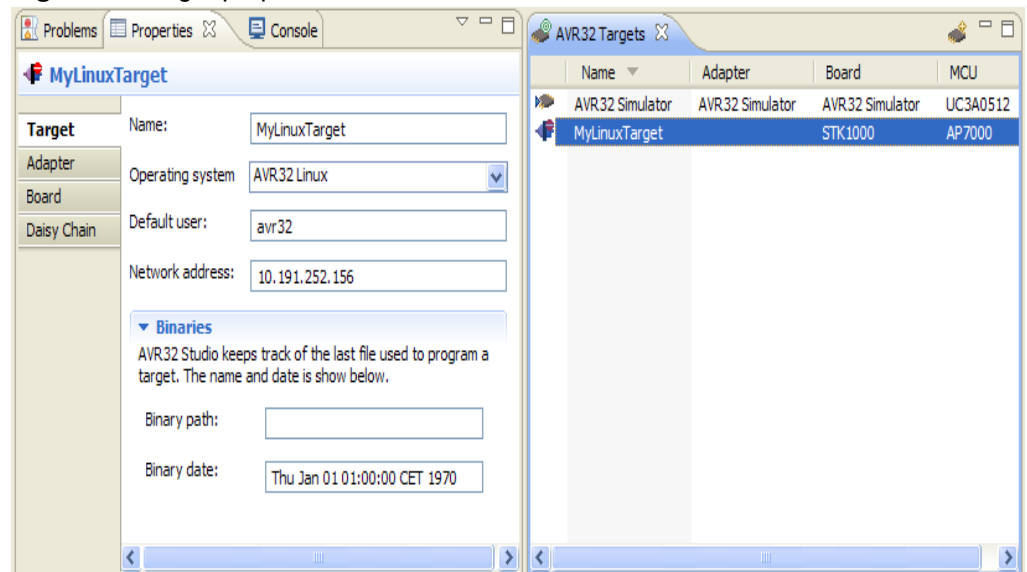 Problems
Properties
Console
MyLinuxTarget
Target
Adapter
Board
Daisy Chain
Name:
MyLinuxTarget
Operating system
AVR32 Linux
Default user:
avr32
Network address:
10.191.252.156
Binaries
AVR32 Studio keeps track of the last file used to program a
target. The name and date is show below.
Binary path:
Binary date:
Thu Jan 01 01:00:00 CET 1970
AVR32 Targets
Name Adapter Board MCU
AVR32 Simulator AVR32 Simulator AVR32 Simulator UC3A0512
MyLinuxTarget STK1000 AP7000